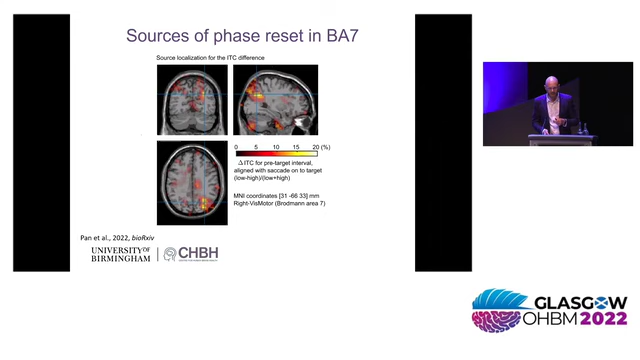 Sources of phase reset in BA7
Source localization for the ITC difference
0 5 10 15 20 (%)
Δ ITC for pre-target interval,
aligned with saccade on to target
(low-high)/(low+high)
MNI coordinates [31 -66 33] mm
Right-VisMotor (Brodmann area 7)
Pan et al., 2022, bioRxiv
UNIVERSITY OF
BIRMINGHAM
CHBH
GLASGOW
OHBM 2022